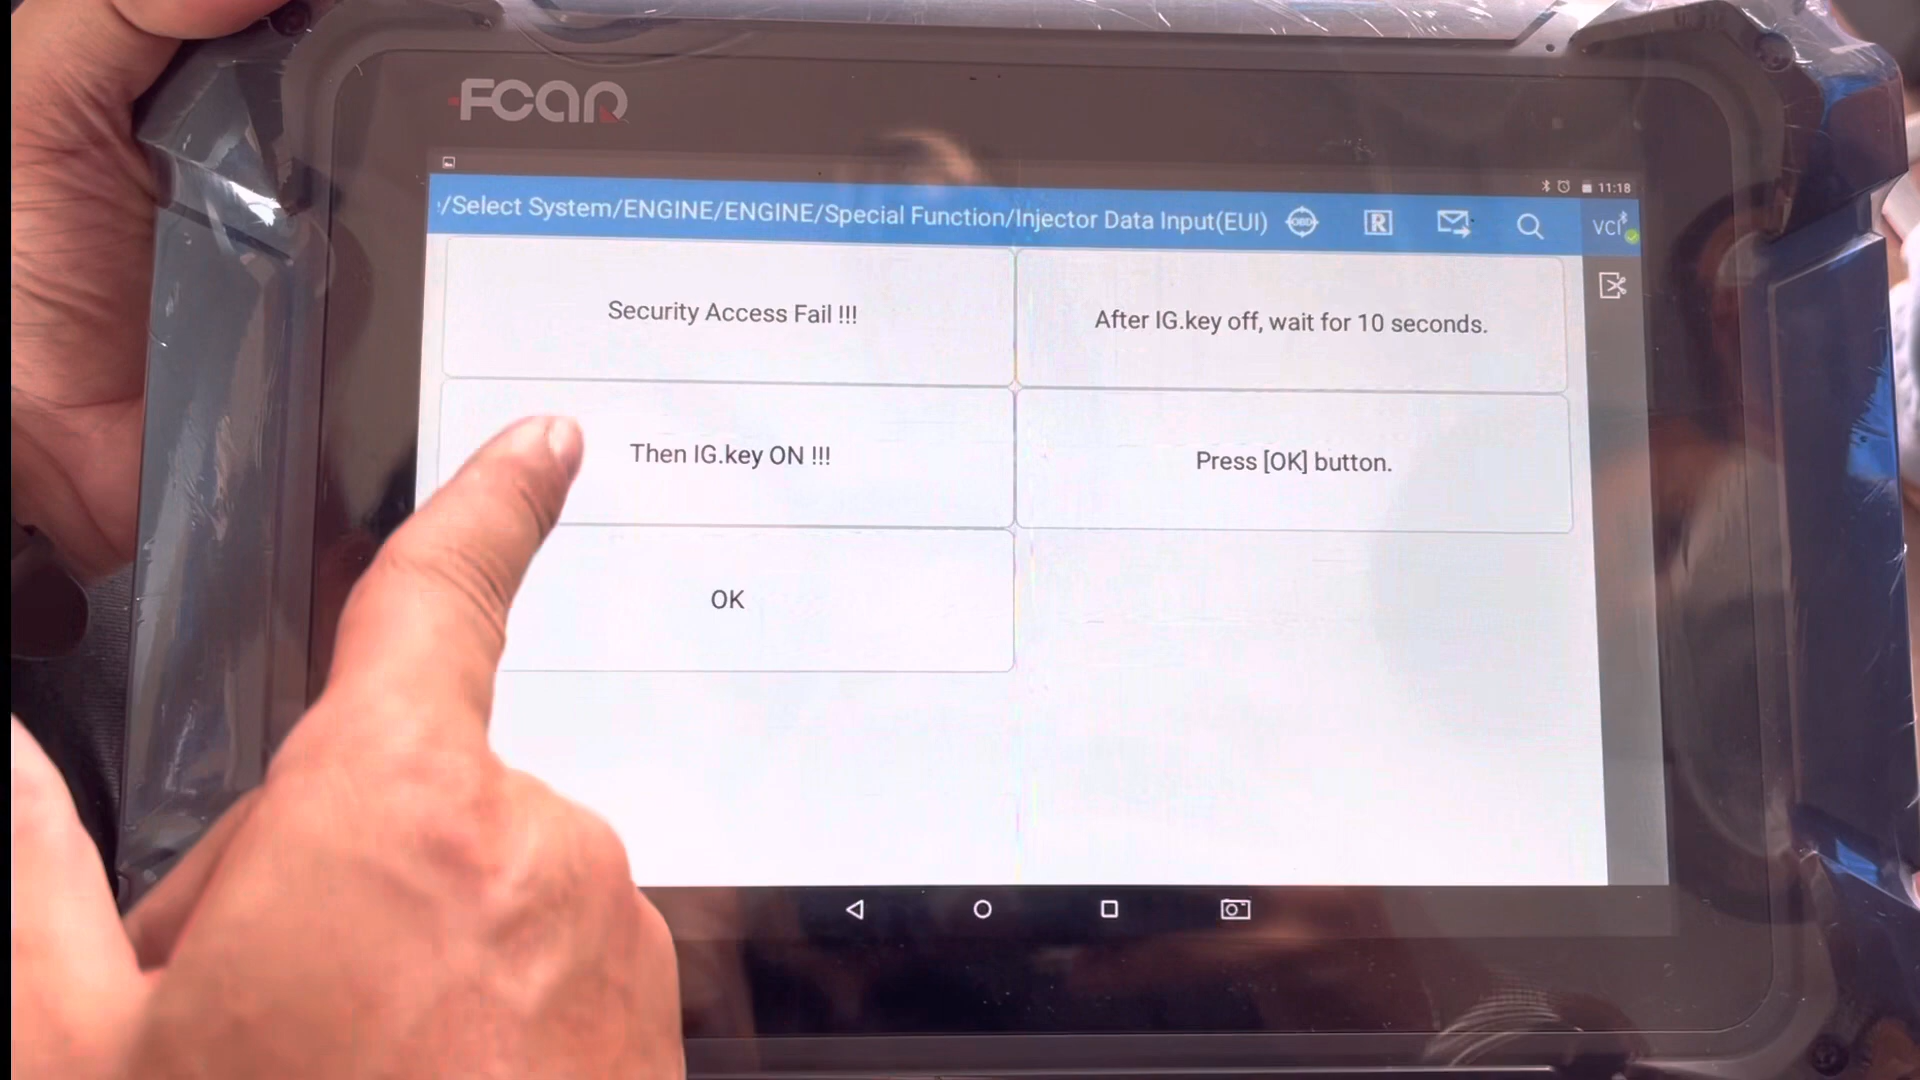 FCAR
11:18
/Select System/ENGINE/ENGINE/Special Function/Injector Data Input(EUI)
OBD
R
VCI
Security Access Fail !!!
After IG.key off, wait for 10 seconds.
Then IG.key ON !!!
Press [OK] button.
OK